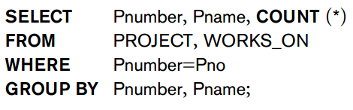 SELECT Pnumber, Pname, COUNT (*)
FROM PROJECT, WORKS_ON
WHERE Pnumber=Pno
GROUP BY Pnumber, Pname;